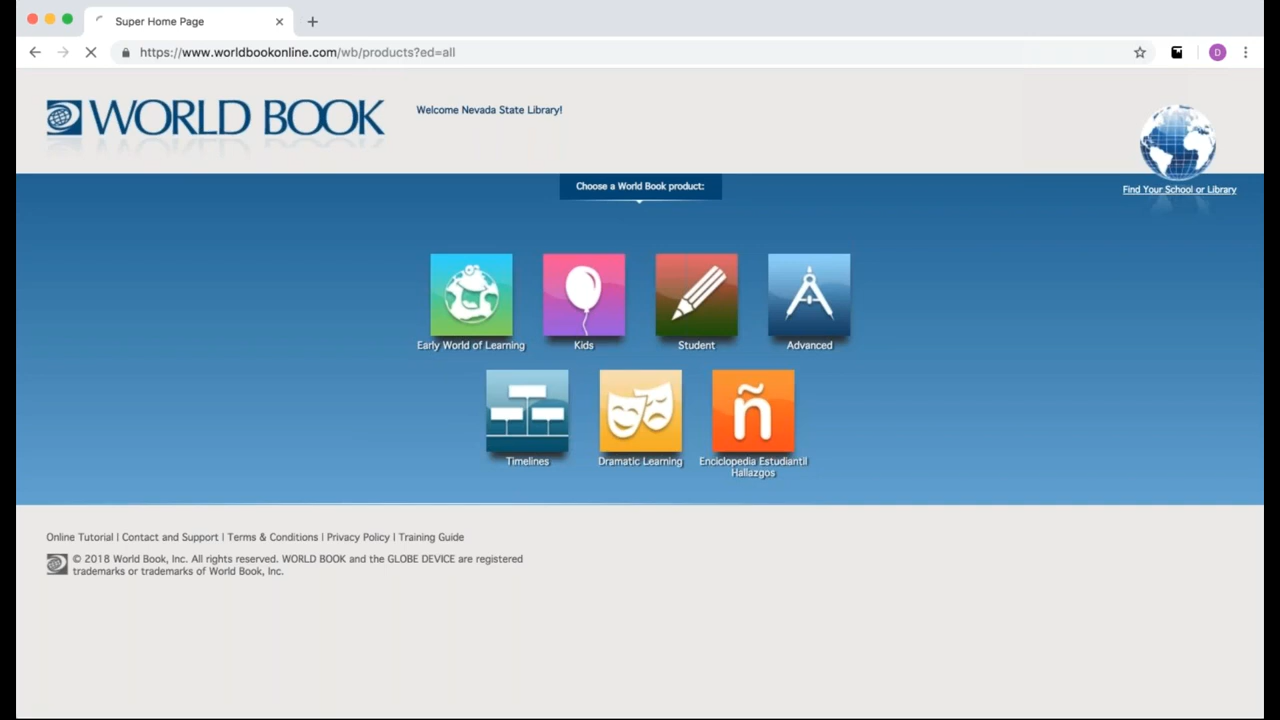 Super Home Page
https://www.worldbookonline.com/wb/products?ed=all
D
WORLD BOOK
Welcome Nevada State Library!
Find Your School or Library
Choose a World Book product:
Early World of Learning
Kids
Student
Advanced
ñ
Timelines
Dramatic Learning
Enciclopedia Estudiantil
Hallazgos
Online Tutorial | Contact and Support | Terms & Conditions | Privacy Policy | Training Guide
© 2018 World Book, Inc. All rights reserved. WORLD BOOK and the GLOBE DEVICE are registered
trademarks or trademarks of World Book, Inc.